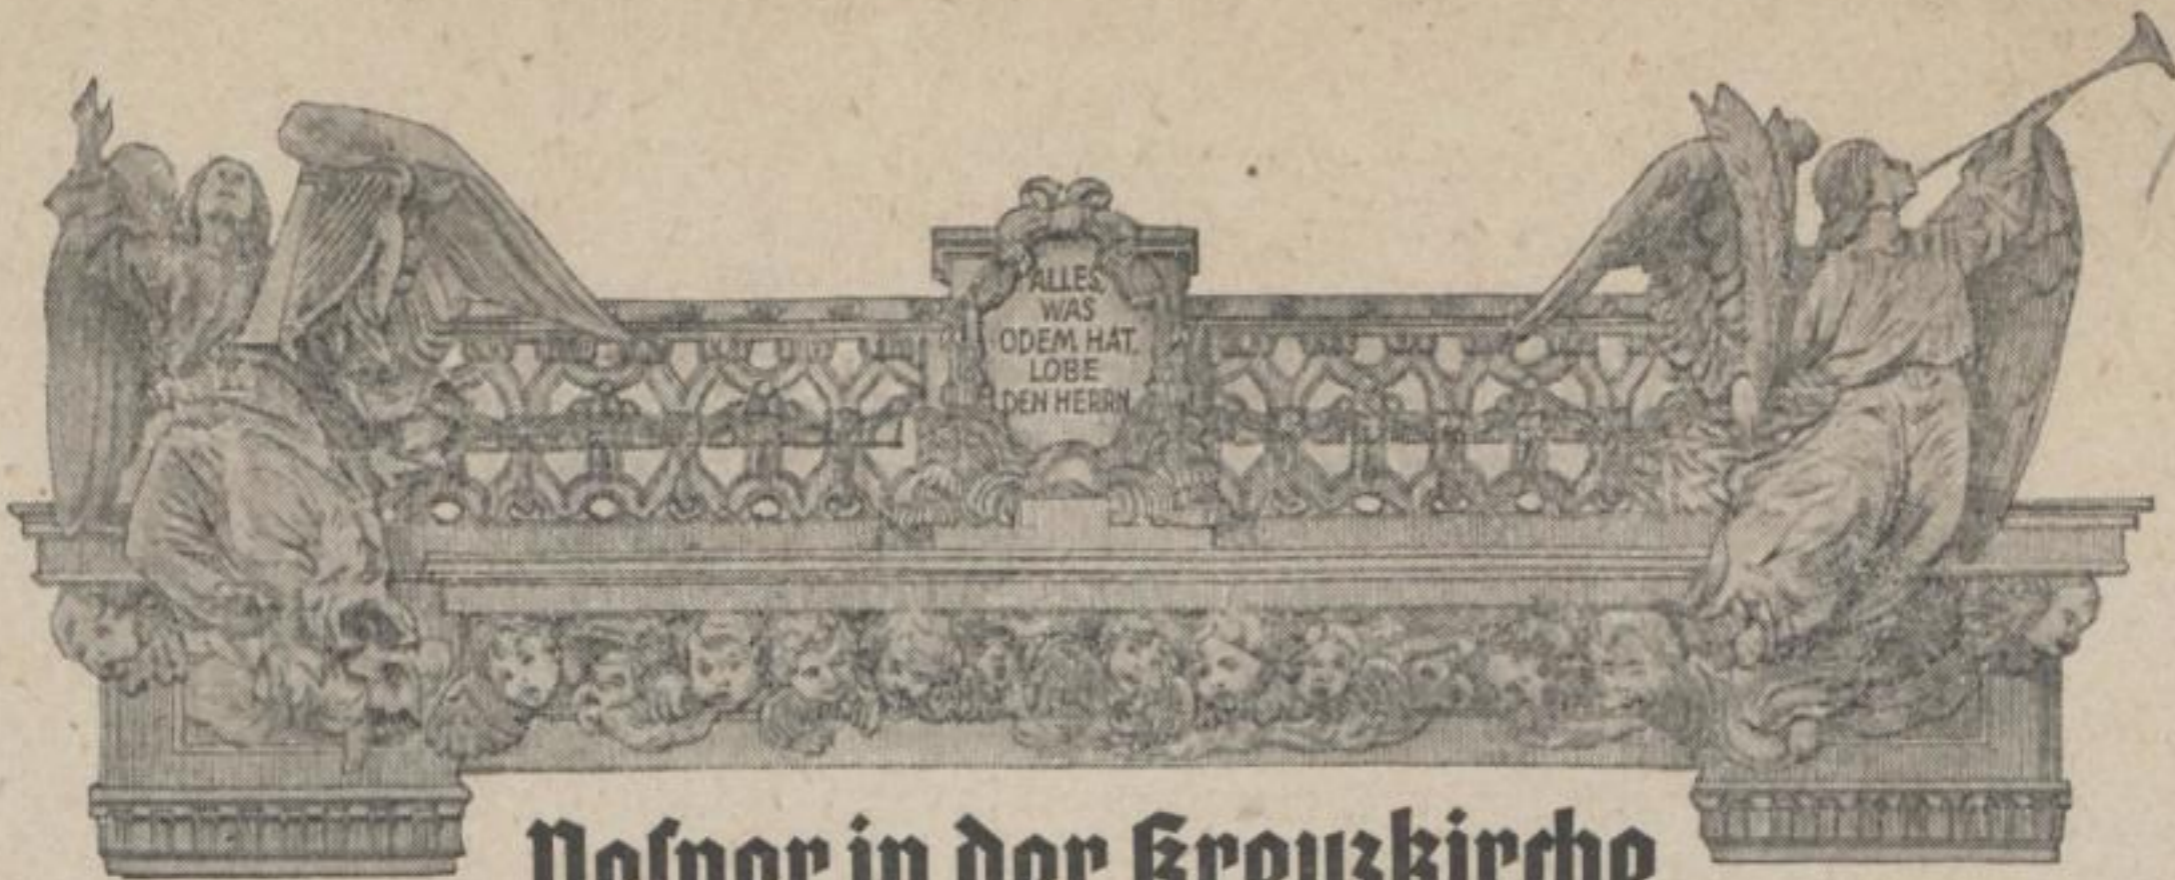 ALLES
WAS
ODEM HAT,
LOBE
DEN HERRN
Vesper in der Kreuzkirche